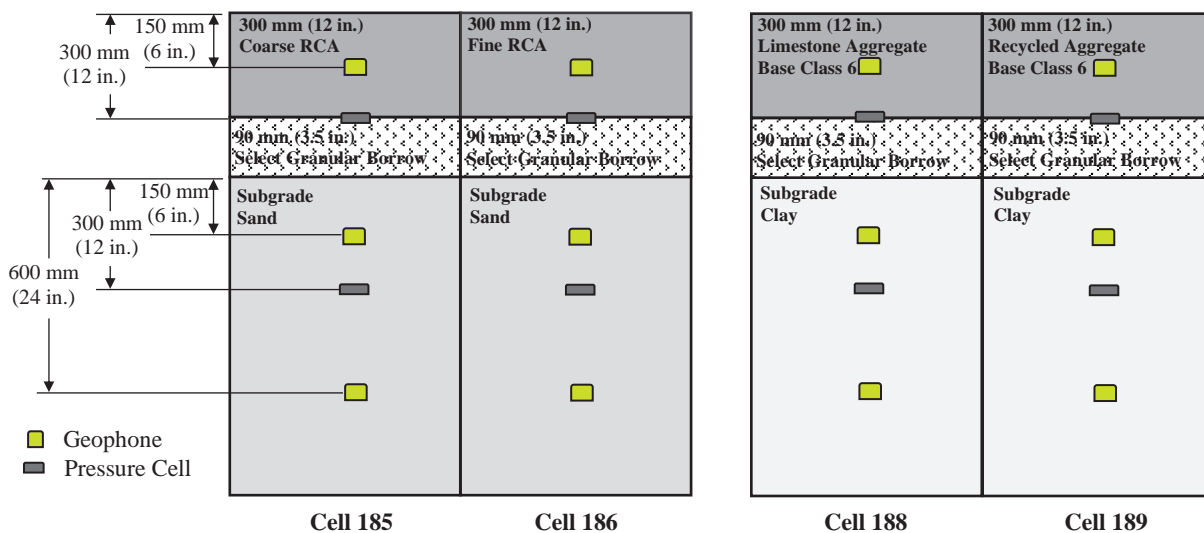 150 mm
(6 in.)
300 mm
(12 in.)
300 mm (12 in.)
Coarse RCA
300 mm (12 in.)
Fine RCA
300 mm (12 in.)
Limestone Aggregate
Base Class 6
300 mm (12 in.)
Recycled Aggregate
Base Class 6
90 mm (3.5 in.)
Select Granular Borrow
90 mm (3.5 in.)
Select Granular Borrow
90 mm (3.5 in.)
Select Granular Borrow
90 mm (3.5 in.)
Select Granular Borrow
150 mm
(6 in.)
300 mm
(12 in.)
600 mm
(24 in.)
Subgrade
Sand
Subgrade
Sand
Subgrade
Clay
Subgrade
Clay
Geophone
Pressure Cell
Cell 185
Cell 186
Cell 188
Cell 189